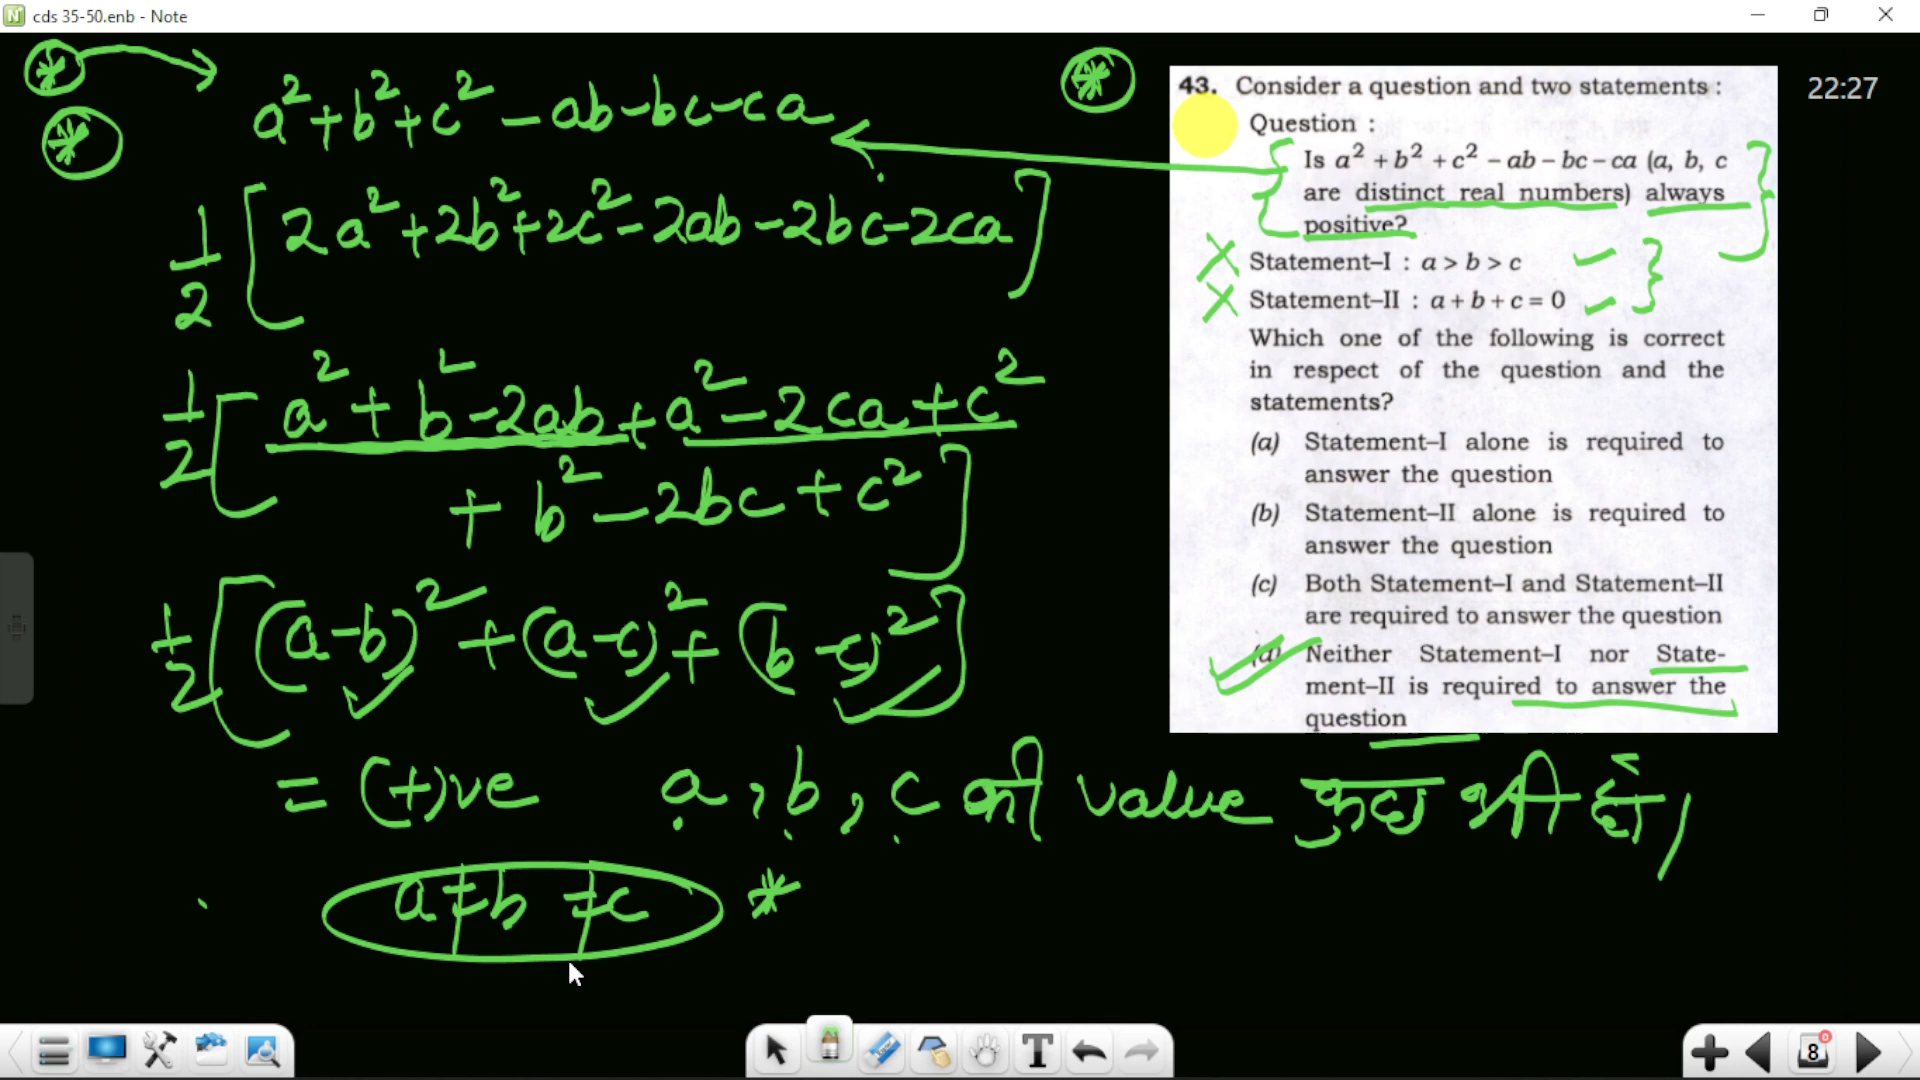 cds 35-50.enb - Note
a²+b²+c²-ab-bc-ca
1/2 [2a²+2b²+2c²-2ab-2bc-2ca]
1/2 [a²+b²-2ab+a²-2ca+c²
+b²-2bc+c²]
1/2 [(a-b)²+(a-c)²+(b-c)²]
= (+)ve a, b, c की value कुछ भी हो,
a≠b≠c *
22:27
43. Consider a question and two statements :
Question :
Is a² + b² + c² – ab – bc – ca (a, b, c
are distinct real numbers) always
positive?
Statement–I : a > b > c
Statement–II : a + b + c = 0
Which one of the following is correct
in respect of the question and the
statements?
(a) Statement–I alone is required to
answer the question
(b) Statement–II alone is required to
answer the question
(c) Both Statement–I and Statement–II
are required to answer the question
(d) Neither Statement–I nor State-
ment–II is required to answer the
question
T
8
0